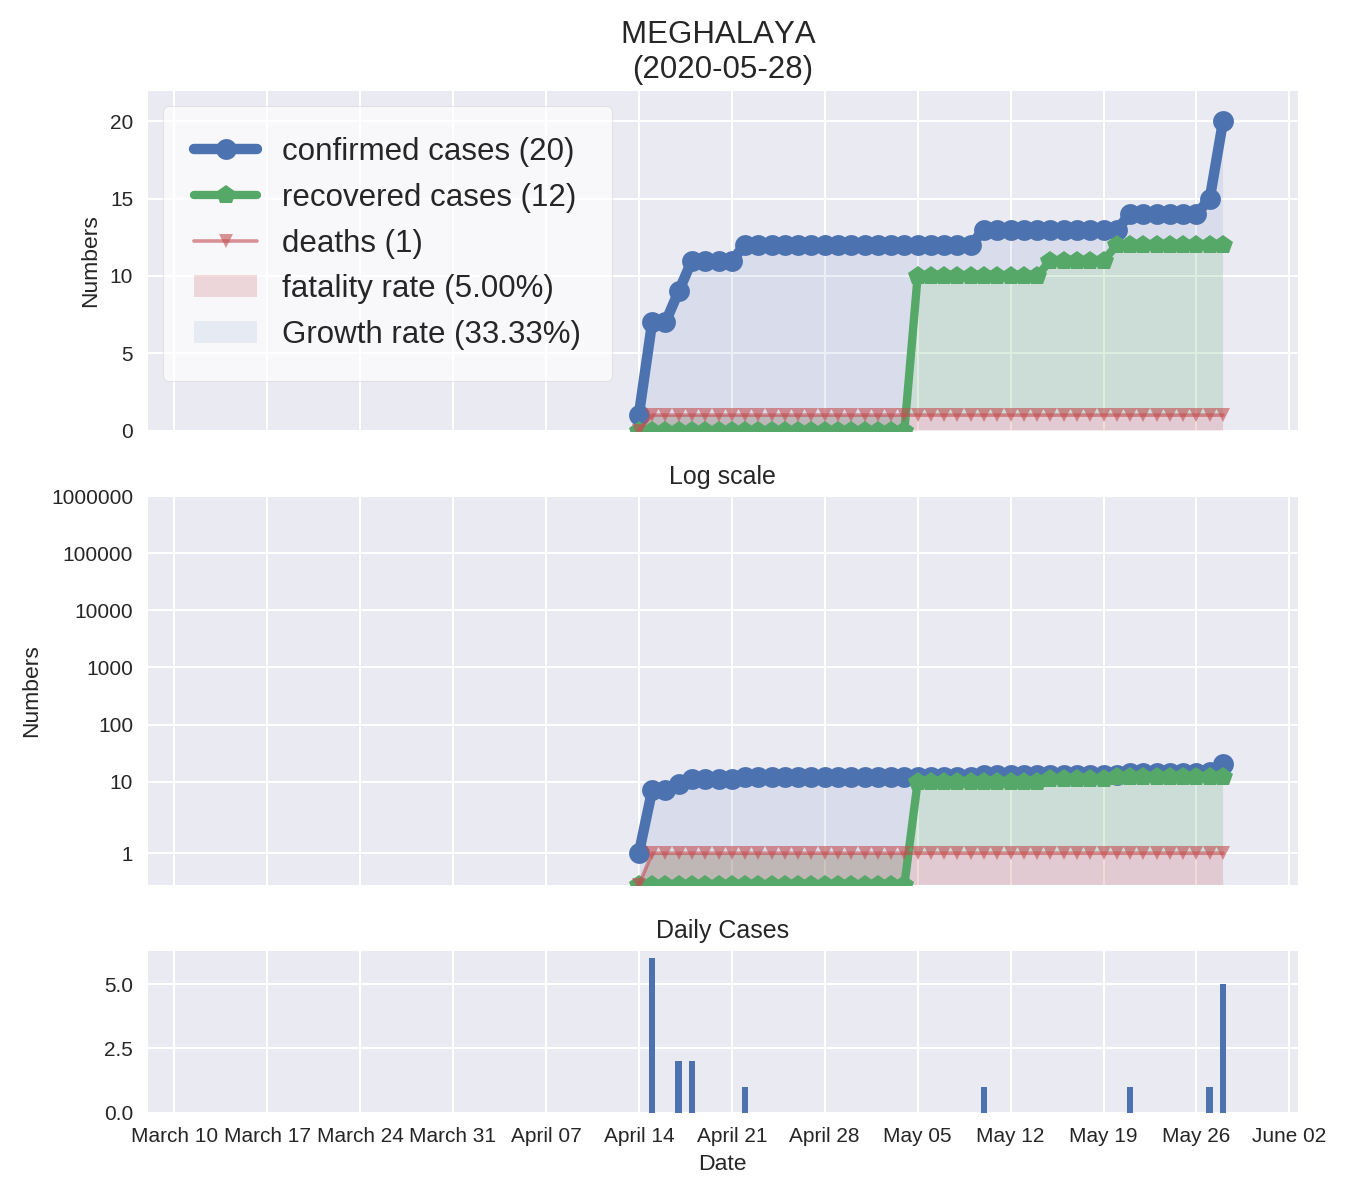 MEGHALAYA
(2020-05-28)
20
15
10
5
0
Numbers
confirmed cases (20)
recovered cases (12)
deaths (1)
fatality rate (5.00%)
Growth rate (33.33%)
Log scale
1000000
100000
10000
1000
100
10
1
Numbers
Daily Cases
5.0
2.5
0.0
March 10 March 17 March 24 March 31 April 07 April 14 April 21 April 28 May 05 May 12 May 19 May 26 June 02
Date